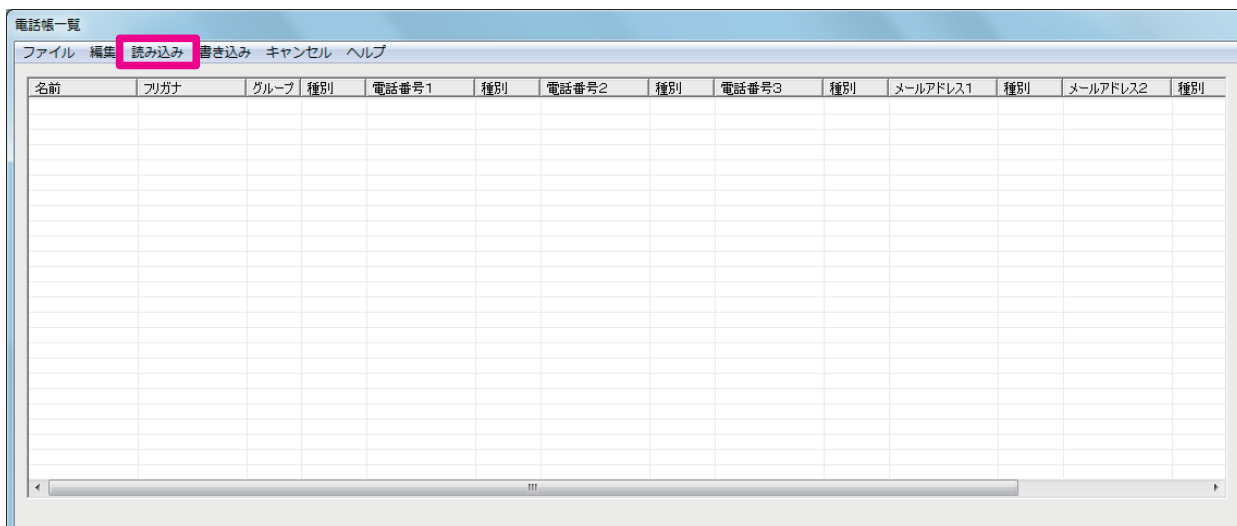 電話帳一覧
ファイル 編集 読み込み 書き込み キャンセル ヘルプ
名前 フリガナ グループ 種別 電話番号1 種別 電話番号2 種別 電話番号3 種別 メールアドレス1 種別 メールアドレス2 種別